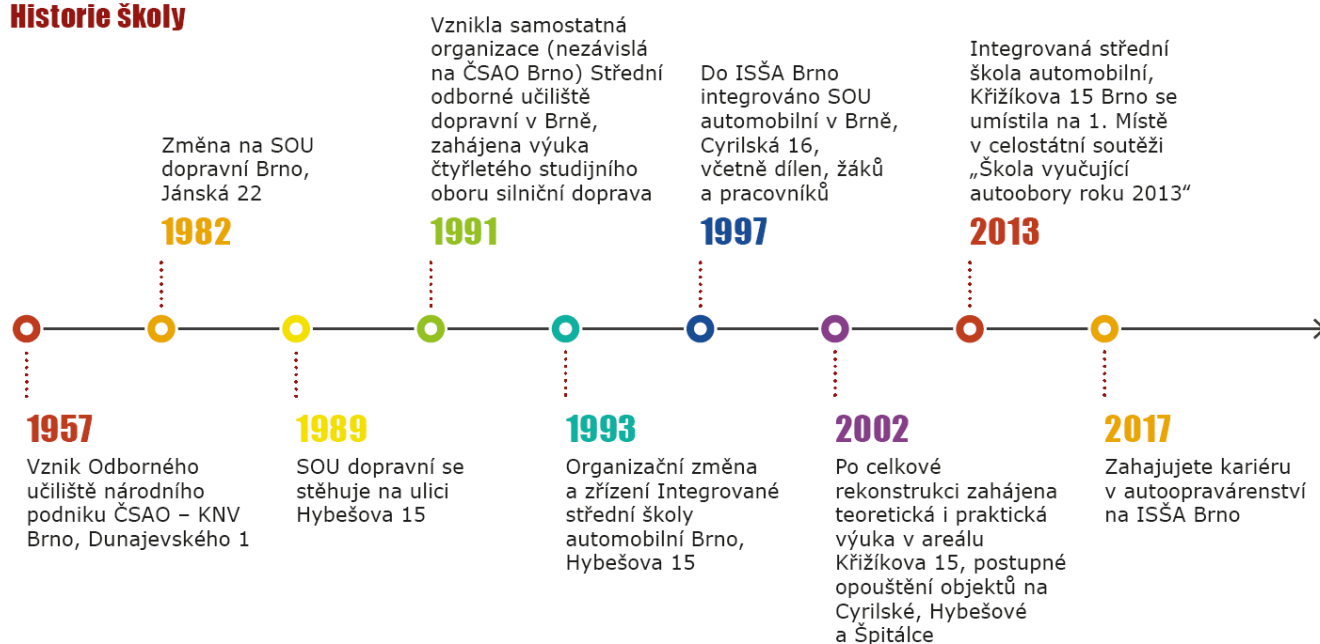 Historie školy
1957
Vznik Odborného
učiliště národního
podniku ČSAO – KNV
Brno, Dunajevského 1
Změna na SOU
dopravní Brno,
Jánská 22
1982
1989
SOU dopravní se
stěhuje na ulici
Hybešova 15
Vznikla samostatná
organizace (nezávislá
na ČSAO Brno) Střední
odborné učiliště
dopravní v Brně,
zahájena výuka
čtyřletého studijního
oboru silniční doprava
1991
1993
Organizační změna
a zřízení Integrované
střední školy
automobilní Brno,
Hybešova 15
Do ISŠA Brno
integrováno SOU
automobilní v Brně,
Cyrilská 16,
včetně dílen, žáků
a pracovníků
1997
2002
Po celkové
rekonstrukci zahájena
teoretická i praktická
výuka v areálu
Křižíkova 15, postupné
opouštění objektů na
Cyrilské, Hybešové
a Špitálce
Integrovaná střední
škola automobilní,
Křižíkova 15 Brno se
umístila na 1. Místě
v celostátní soutěži
„Škola vyučující
autoobory roku 2013“
2013
2017
Zahajujete kariéru
v autoopravárenství
na ISŠA Brno